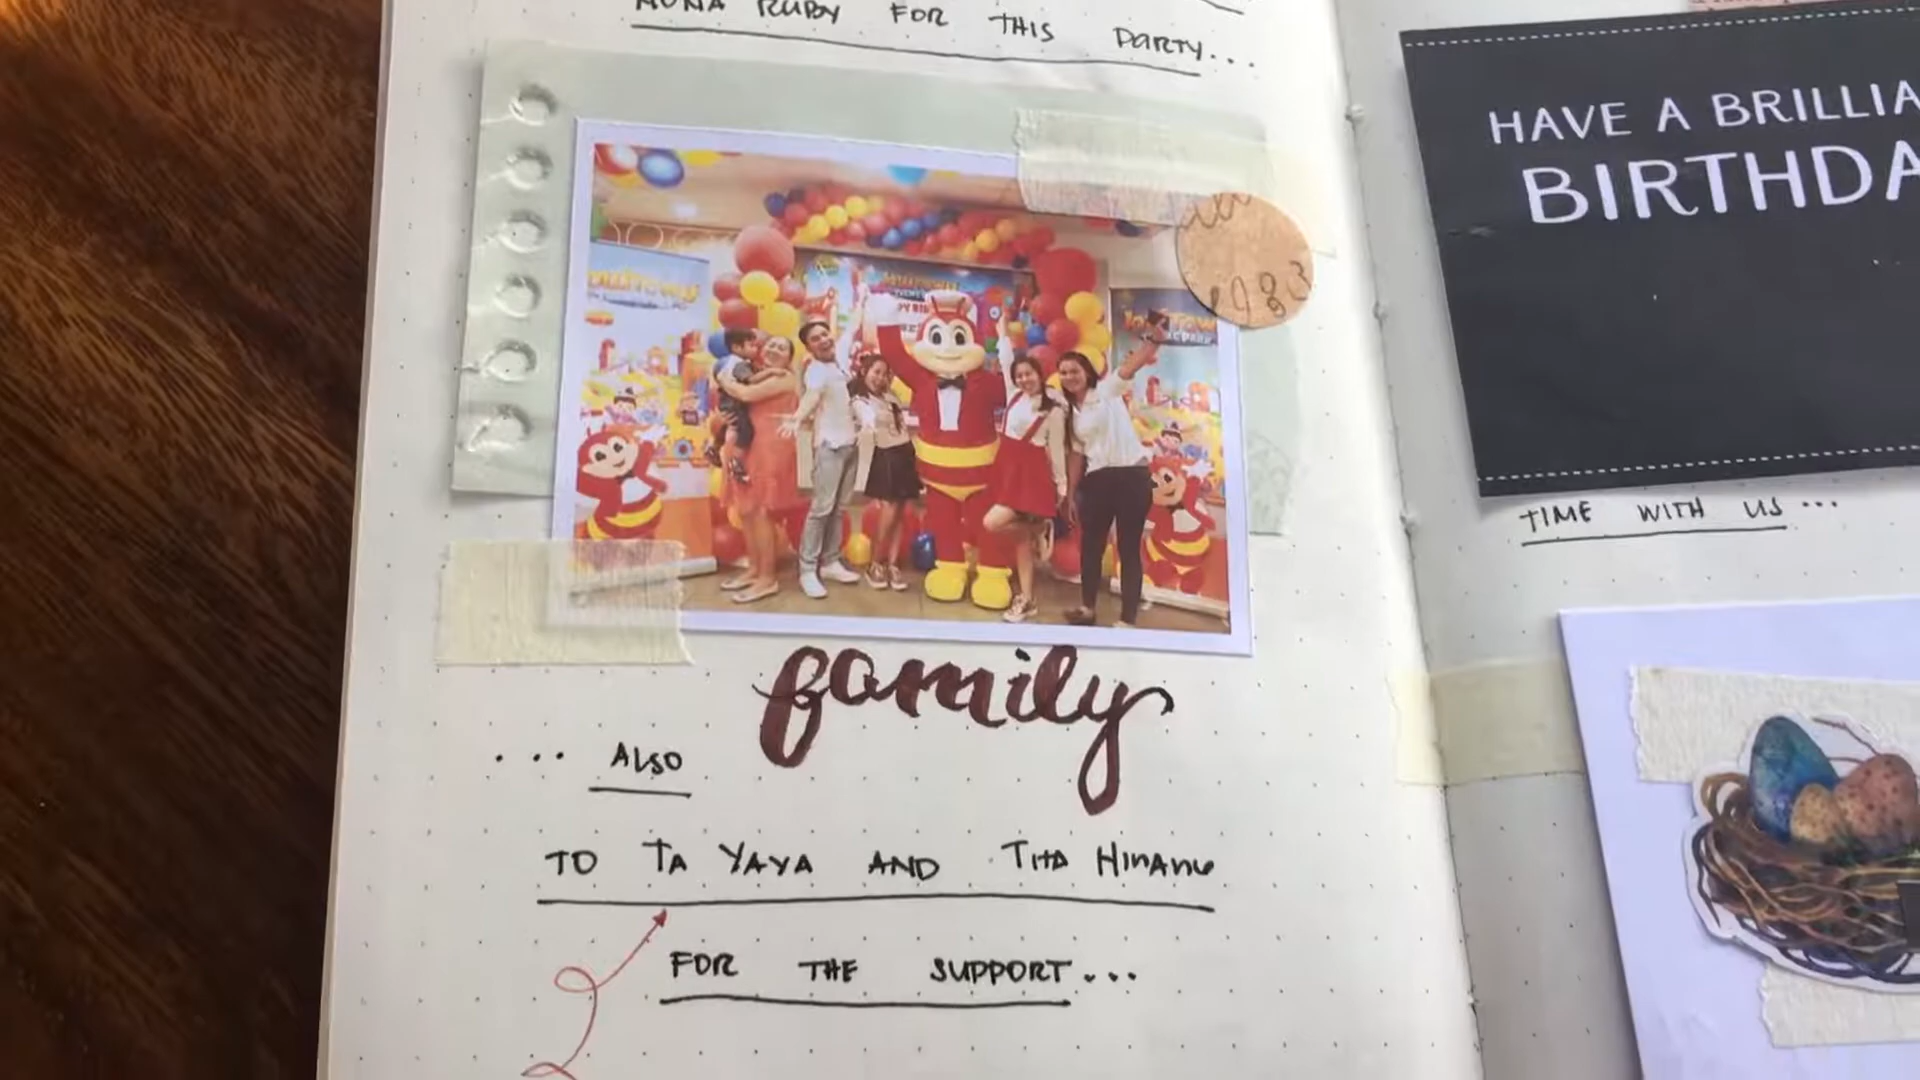 RUBY FOR THIS PARTY...
family
... ALSO
TO TA YAYA AND TITA HINANG
FOR THE SUPPORT...
HAVE A BRILLIA
BIRTHDA
TIME WITH US ...